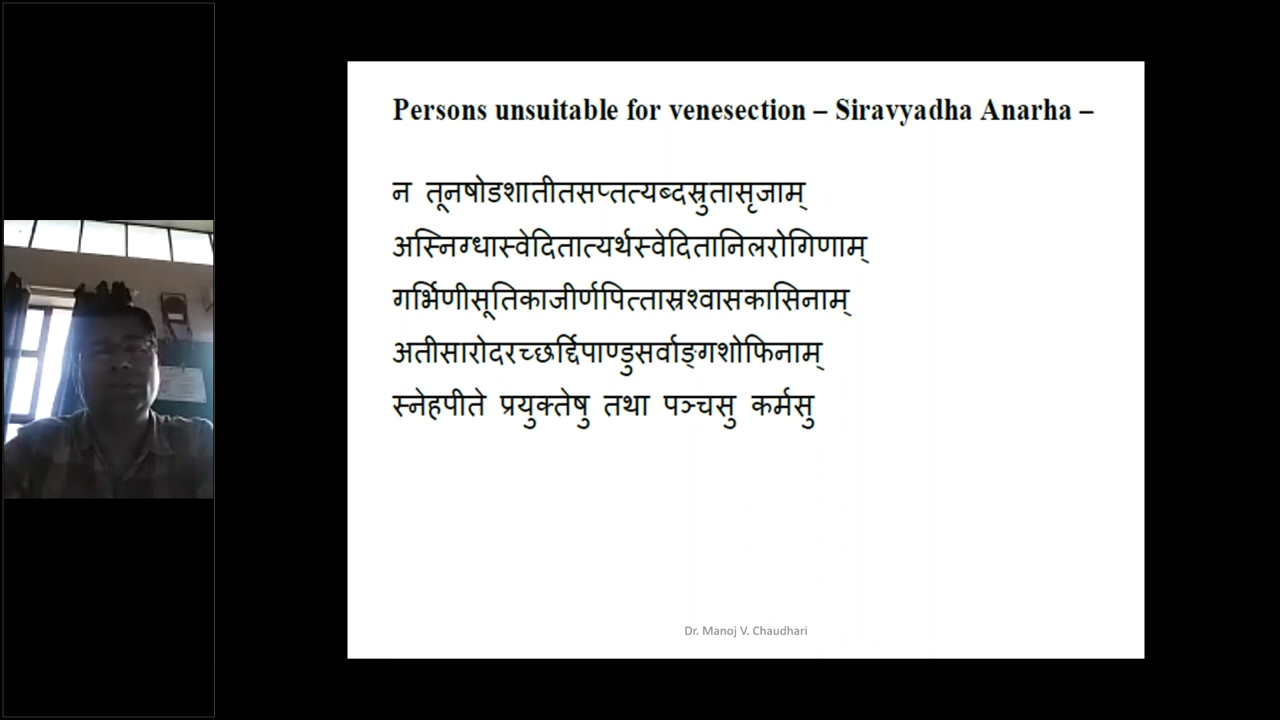 Persons unsuitable for venesection – Siravyadha Anarha –
न तूनषोडशातीतसप्तत्यब्दस्रुतासृजाम्
अस्निग्धास्वेदितात्यर्थस्वेदितानिलरोगिणाम्
गर्भिणीसूतिकाजीर्णपित्तास्रश्वासकासिनाम्
अतीसारोदरच्छर्द्दिपाण्डुसर्वाङ्गशोफिनाम्
स्नेहपीते प्रयुक्तेषु तथा पञ्चसु कर्मसु
Dr. Manoj V. Chaudhari